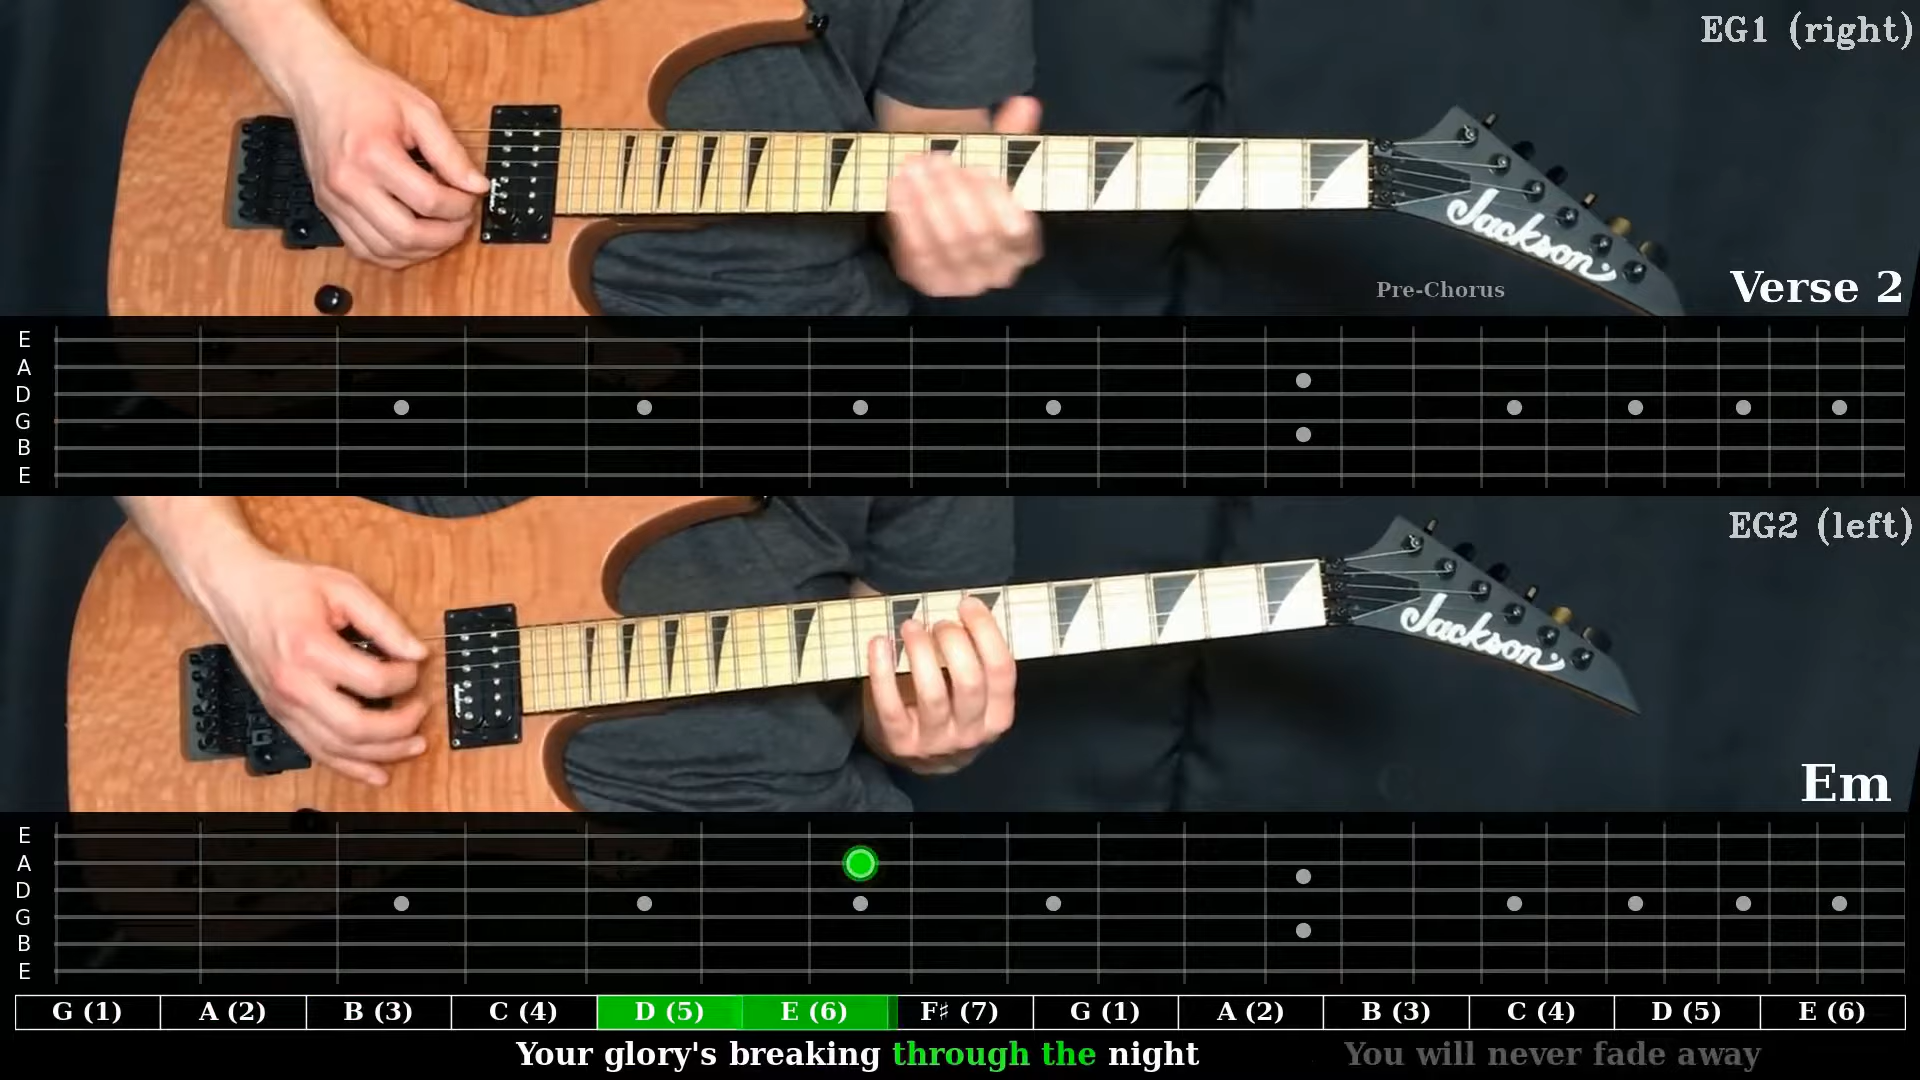 EG1 (right)
Jackson
Pre-Chorus
Verse 2
E
A
D
G
B
E
EG2 (left)
Jackson
Em
E
A
D
G
B
E
G (1) A (2) B (3) C (4) D (5) E (6) F♯ (7) G (1) A (2) B (3) C (4) D (5) E (6)
Your glory's breaking through the night You will never fade away